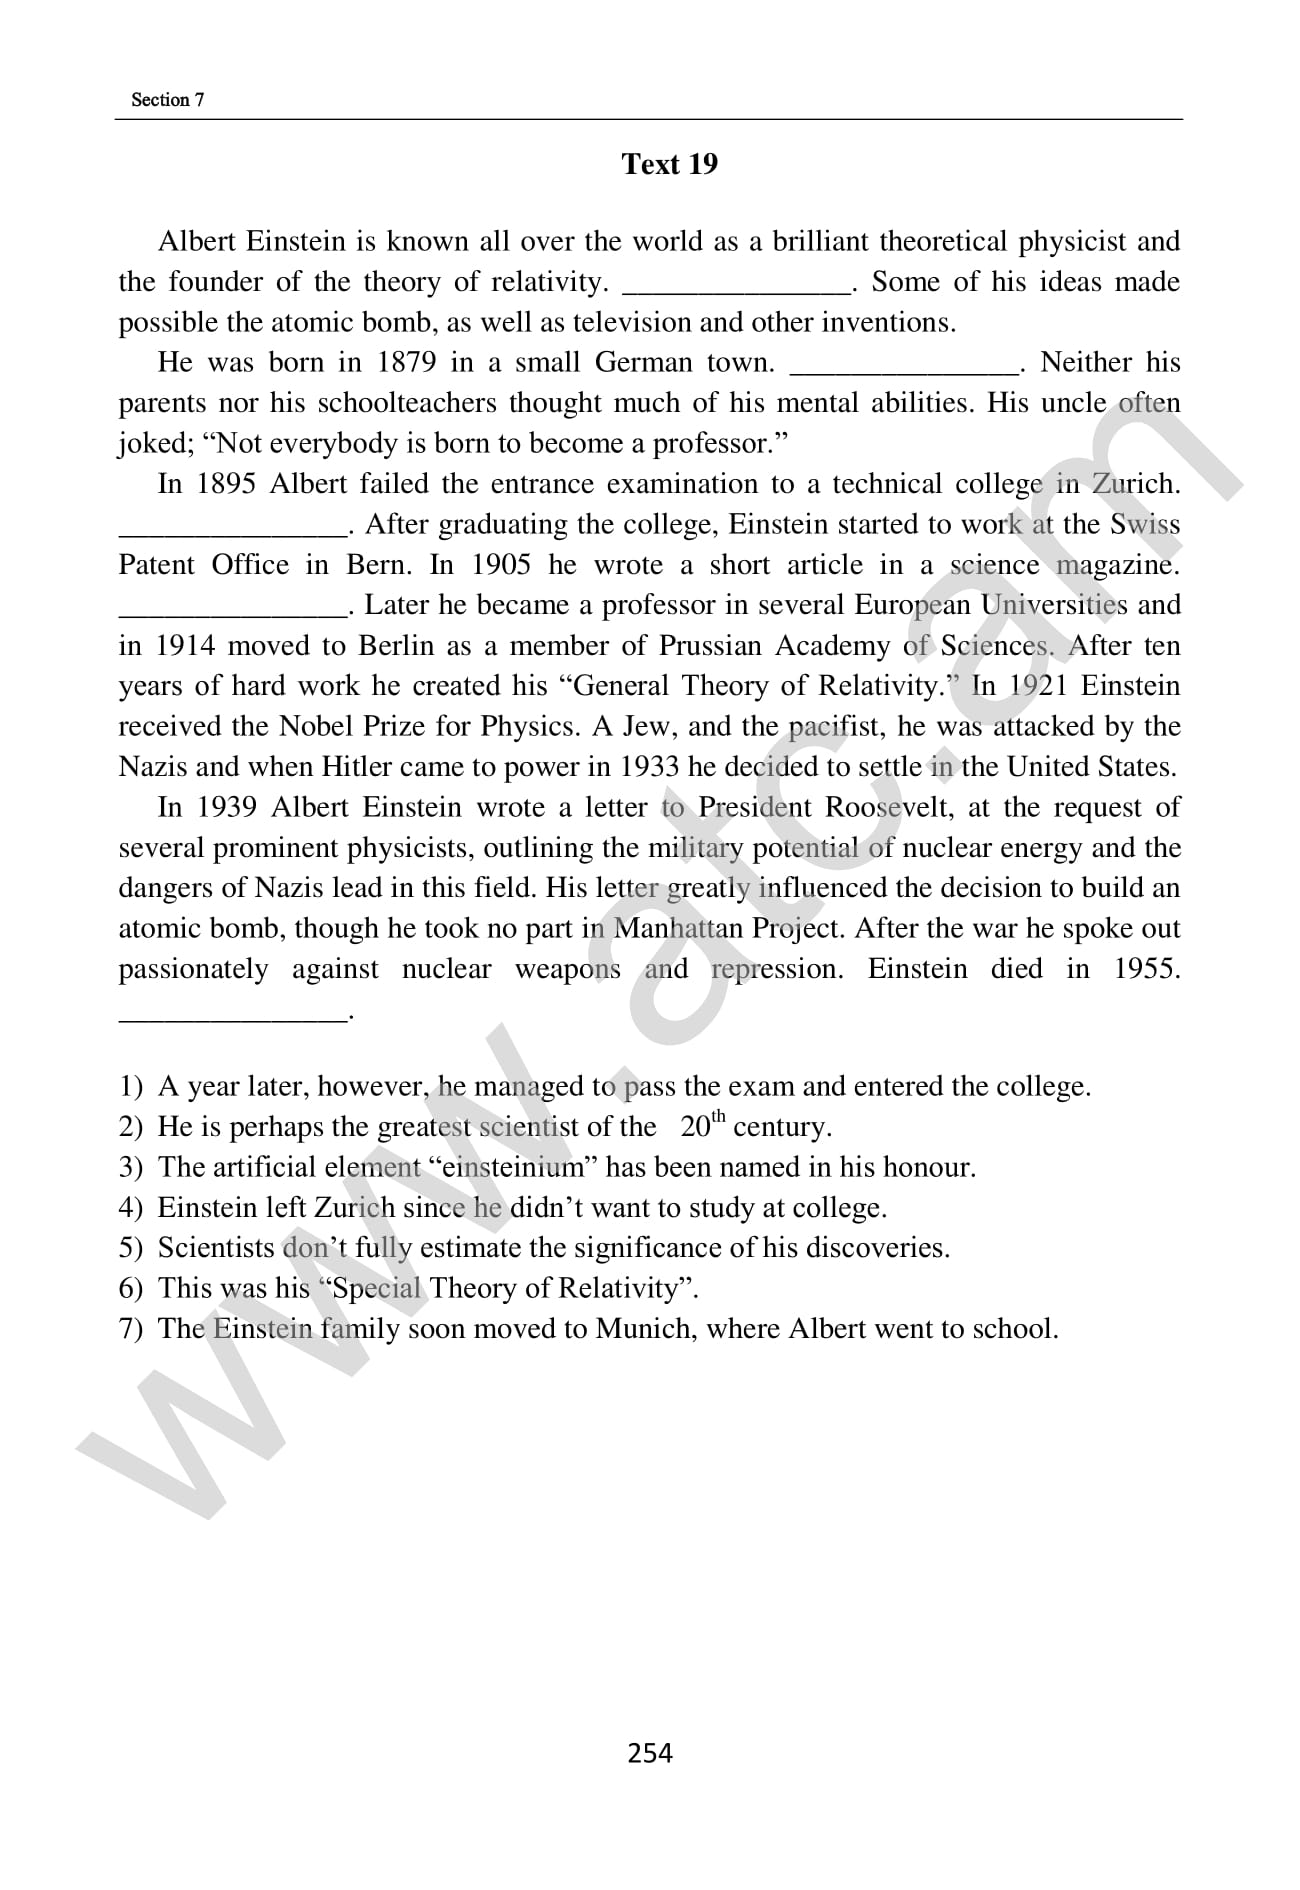 Section 7
Text 19
Albert Einstein is known all over the world as a brilliant theoretical physicist and
the founder of the theory of relativity. _______________. Some of his ideas made
possible the atomic bomb, as well as television and other inventions.
He was born in 1879 in a small German town. _______________. Neither his
parents nor his schoolteachers thought much of his mental abilities. His uncle often
joked; “Not everybody is born to become a professor.”
In 1895 Albert failed the entrance examination to a technical college in Zurich.
_______________. After graduating the college, Einstein started to work at the Swiss
Patent Office in Bern. In 1905 he wrote a short article in a science magazine.
_______________. Later he became a professor in several European Universities and
in 1914 moved to Berlin as a member of Prussian Academy of Sciences. After ten
years of hard work he created his “General Theory of Relativity.” In 1921 Einstein
received the Nobel Prize for Physics. A Jew, and the pacifist, he was attacked by the
Nazis and when Hitler came to power in 1933 he decided to settle in the United States.
In 1939 Albert Einstein wrote a letter to President Roosevelt, at the request of
several prominent physicists, outlining the military potential of nuclear energy and the
dangers of Nazis lead in this field. His letter greatly influenced the decision to build an
atomic bomb, though he took no part in Manhattan Project. After the war he spoke out
passionately against nuclear weapons and repression. Einstein died in 1955.
_______________.
1) A year later, however, he managed to pass the exam and entered the college.
2) He is perhaps the greatest scientist of the 20th century.
3) The artificial element “einsteinium” has been named in his honour.
4) Einstein left Zurich since he didn’t want to study at college.
5) Scientists don’t fully estimate the significance of his discoveries.
6) This was his “Special Theory of Relativity”.
7) The Einstein family soon moved to Munich, where Albert went to school.
254
www.atc.am